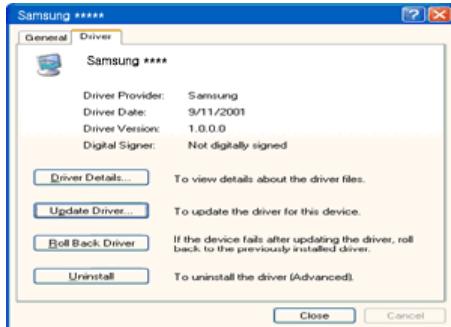 Samsung *****
General Driver
Samsung ****
Driver Provider: Samsung
Driver Date: 9/11/2001
Driver Version: 1.0.0.0
Digital Signer: Not digitally signed
Driver Details... To view details about the driver files.
Update Driver... To update the driver for this device.
Roll Back Driver If the device fails after updating the driver, roll
back to the previously installed driver.
Uninstall To uninstall the driver (Advanced).
Close Cancel